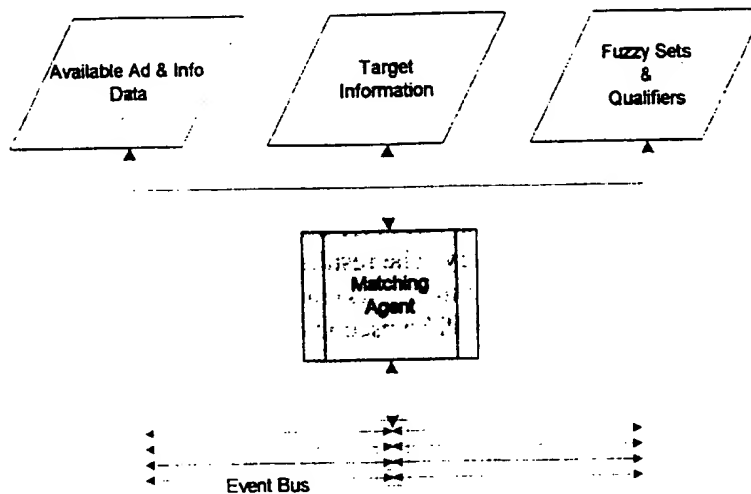 Available Ad & Info
Data
Target
Information
Fuzzy Sets
&
Qualifiers
Matching
Agent
Event Bus